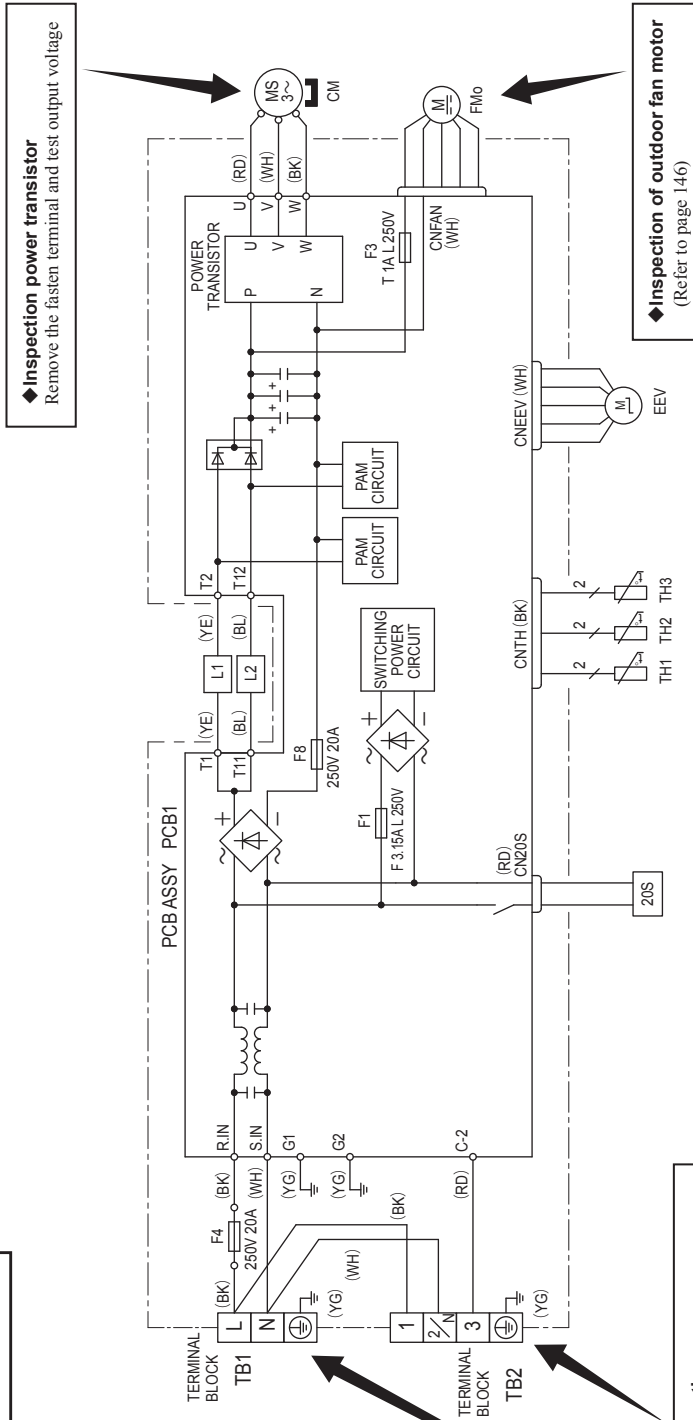 ◆Inspection power transistor
Remove the fasten terminal and test output voltage
◆Inspection of outdoor fan motor
(Refer to page 146)
PCB ASSY PCB1
TERMINAL
BLOCK
TB1
L
N
(BK)
F4
250V 20A
(BK)
R.IN
(WH)
S.IN
(YG)
G1
(YG)
G2
(YG)
(BK)
(WH)
(RD)
C-2
TERMINAL
BLOCK
TB2
1
2/N
3
(YG)
~
+
~
−
T1
(YE)
L1
(YE)
T2
T11
(BL)
L2
(BL)
T12
F8
250V 20A
F1
F 3.15A L 250V
~
+
~
−
SWITCHING
POWER
CIRCUIT
PAM
CIRCUIT
PAM
CIRCUIT
+
+
+
POWER
TRANSISTOR
P
N
U
V
W
U
V
W
(RD)
(WH)
(BK)
MS
3~
CM
F3
T 1A L 250V
CNFAN
(WH)
M
FMo
(RD)
CN20S
20S
CNTH (BK)
2
2
2
TH1
TH2
TH3
CNEEV (WH)
M
EEV